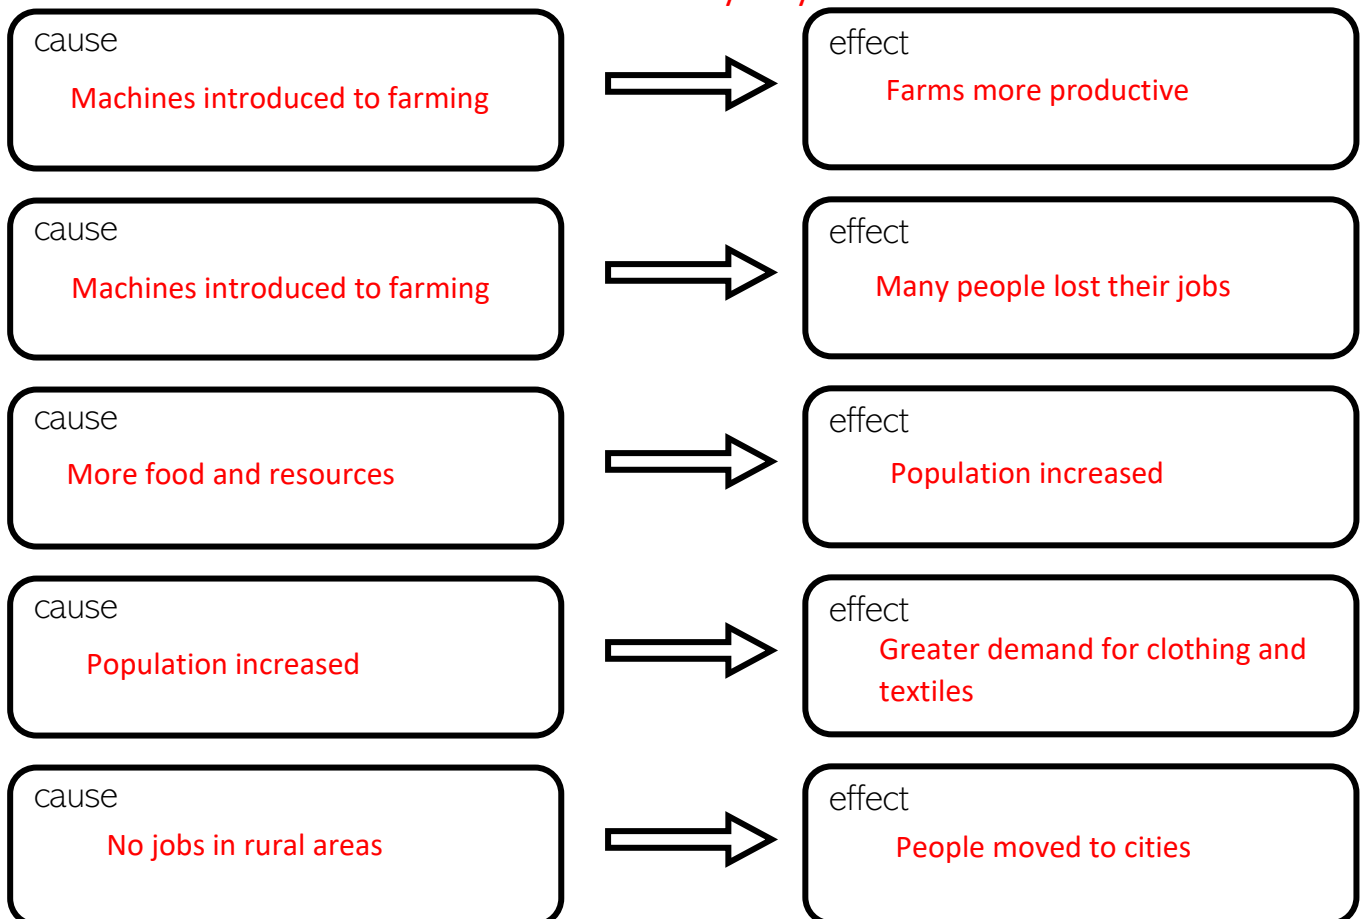 cause
Machines introduced to farming
effect
Farms more productive
cause
Machines introduced to farming
effect
Many people lost their jobs
cause
More food and resources
effect
Population increased
cause
Population increased
effect
Greater demand for clothing and
textiles
cause
No jobs in rural areas
effect
People moved to cities